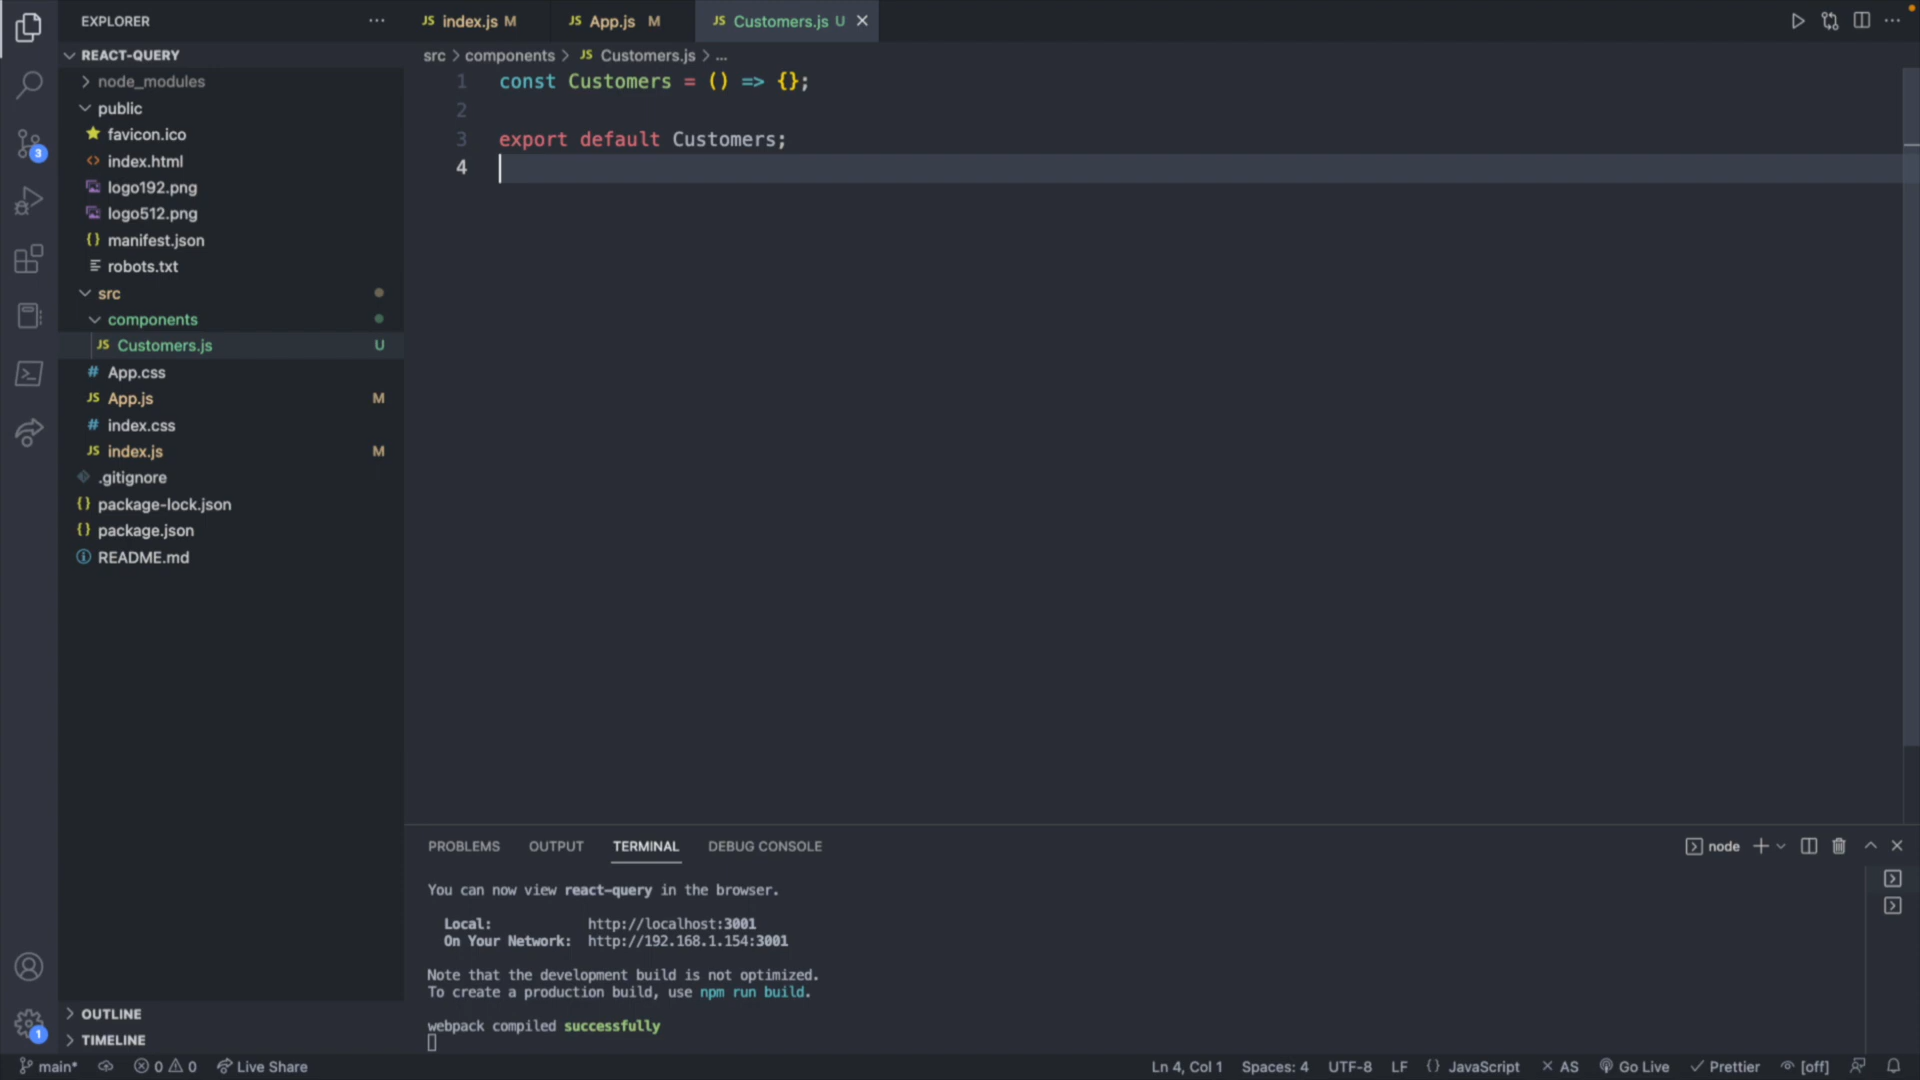 EXPLORER
REACT-QUERY
node_modules
public
favicon.ico
index.html
logo192.png
logo512.png
manifest.json
robots.txt
src
components
JS Customers.js U
# App.css
JS App.js M
# index.css
JS index.js M
.gitignore
package-lock.json
package.json
README.md
OUTLINE
TIMELINE
3
1
JS index.js M JS App.js M JS Customers.js U
src > components > JS Customers.js > ...
1 const Customers = () => {};
2
3 export default Customers;
4
PROBLEMS OUTPUT TERMINAL DEBUG CONSOLE
node
You can now view react-query in the browser.
Local: http://localhost:3001
On Your Network: http://192.168.1.154:3001
Note that the development build is not optimized.
To create a production build, use npm run build.
webpack compiled successfully
main* 0 0 Live Share Ln 4, Col 1 Spaces: 4 UTF-8 LF {} JavaScript AS Go Live Prettier [off]